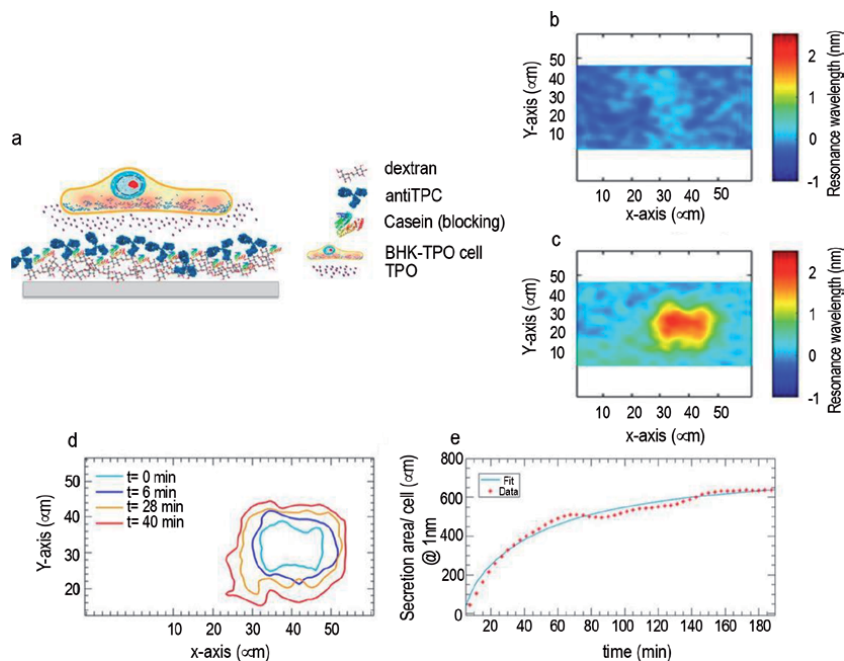 a
dextran
antiTPC
Casein (blocking)
BHK-TPO cell
TPO
b
Y-axis (∝m)
50
40
30
20
10
10 20 30 40 50
x-axis (∝m)
2
1
0
-1
Resonance wavelength (nm)
c
Y-axis (∝m)
50
40
30
20
10
10 20 30 40 50
x-axis (∝m)
2
1
0
-1
Resonance wavelength (nm)
d
t= 0 min
t= 6 min
t= 28 min
t= 40 min
Y-axis (∝m)
50
40
30
20
10 20 30 40 50
x-axis (∝m)
e
Fit
Data
Secretion area/ cell (∝m)
@ 1nm
800
600
400
200
0
20 40 60 80 100 120 140 160 180
time (min)